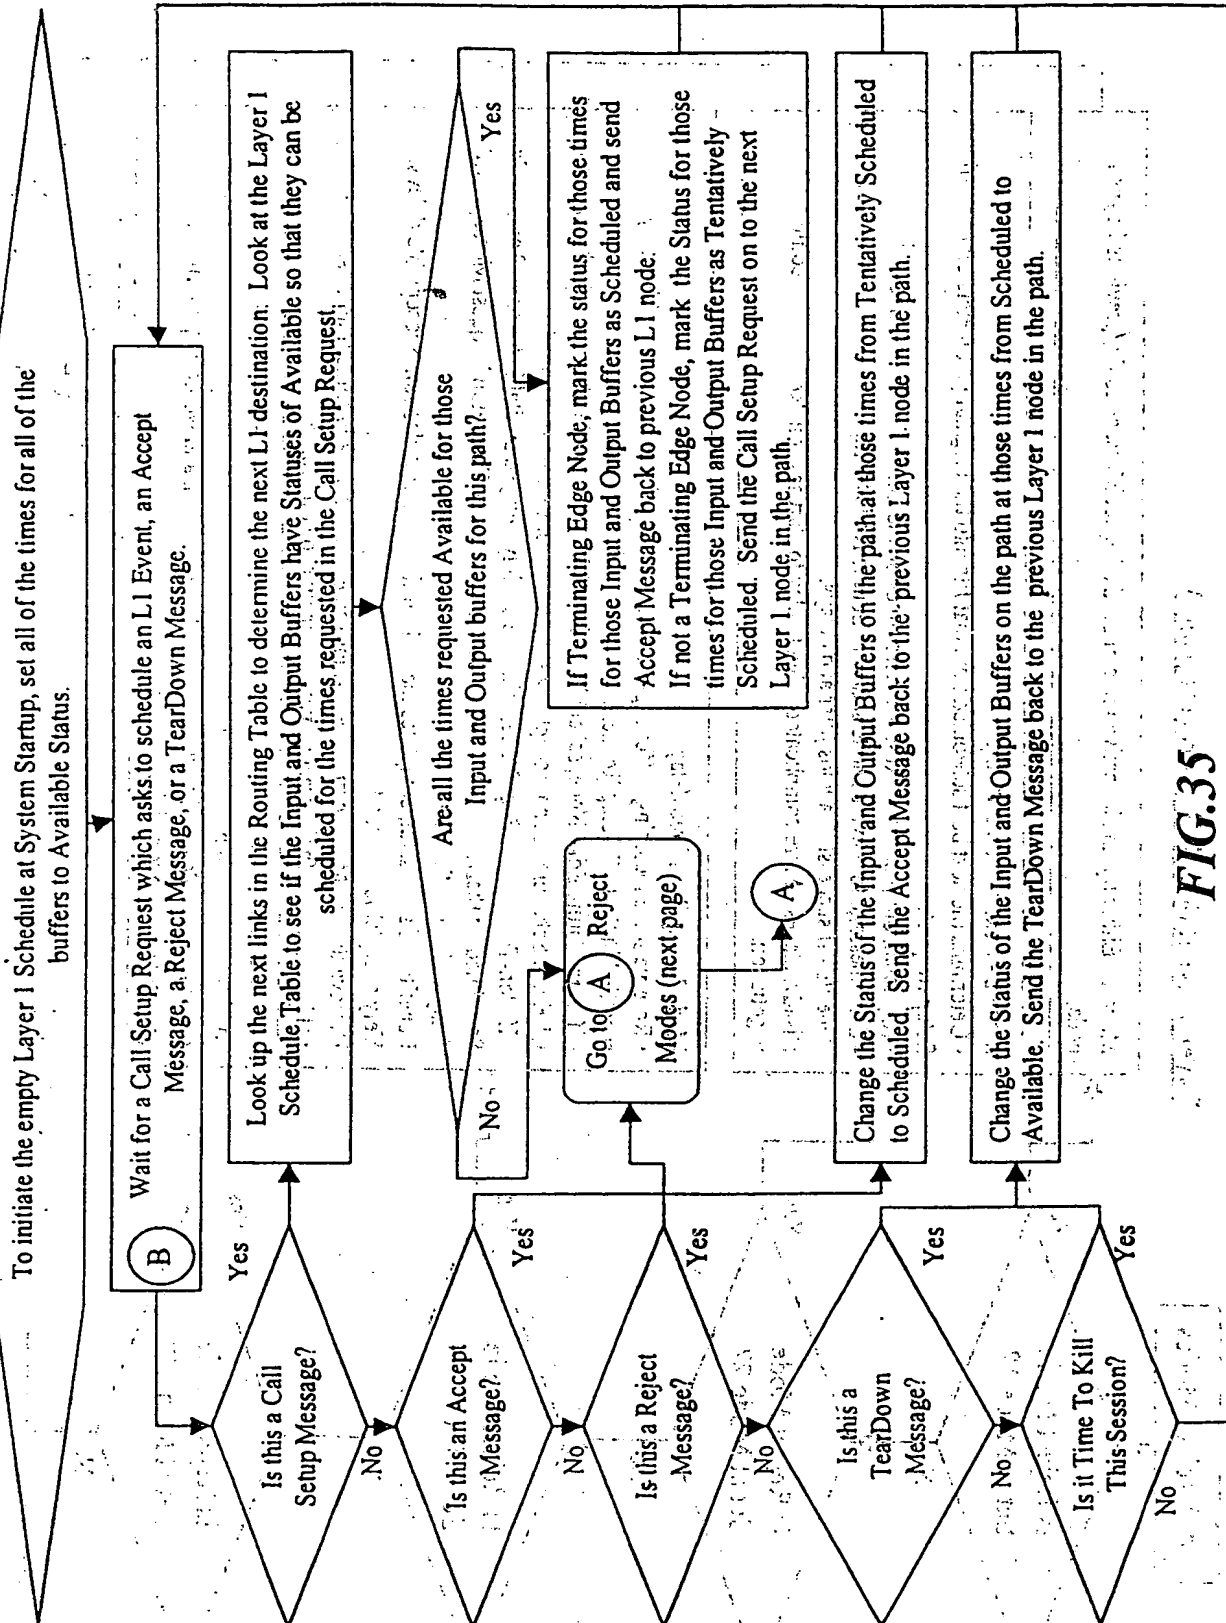 To initiate the empty Layer 1 Schedule at System Startup, set all of the times for all of the
buffers to Available Status.
B
Wait for a Call Setup Request which asks to schedule an L1 Event, an Accept
Message, a Reject Message, or a TearDown Message.
Is this a Call
Setup Message?
Yes
No
Look up the next links in the Routing Table to determine the next L1 destination. Look at the Layer 1
Schedule Table to see if the Input and Output Buffers have Statuses of Available so that they can be
scheduled for the times requested in the Call Setup Request.
Are all the times requested Available for those
Input and Output buffers for this path?
No
Yes
Is this an Accept
Message?
Yes
No
Go to A Reject
Modes (next page)
A
If Terminating Edge Node, mark the status for those times
for those Input and Output Buffers as Scheduled and send
Accept Message back to previous L1 node.
If not a Terminating Edge Node, mark the Status for those
times for those Input and Output Buffers as Tentatively
Scheduled. Send the Call Setup Request on to the next
Layer 1 node in the path.
Is this a Reject
Message?
Yes
No
Change the Status of the Input and Output Buffers on the path at those times from Tentatively Scheduled
to Scheduled. Send the Accept Message back to the previous Layer 1 node in the path.
Is this a
TearDown
Message?
Yes
No
Change the Status of the Input and Output Buffers on the path at those times from Scheduled to
Available. Send the TearDown Message back to the previous Layer 1 node in the path.
Is it Time To Kill
This Session?
Yes
No
FIG.35